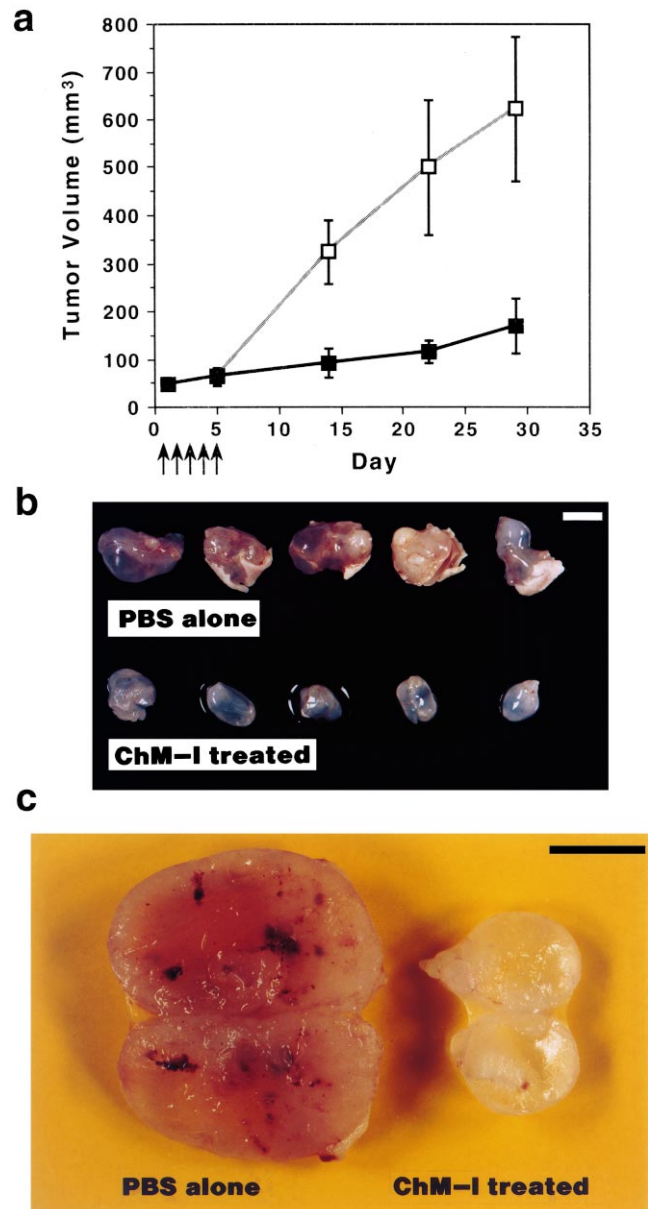 a
Tumor Volume (mm³)
800
700
600
500
400
300
200
100
0
0 5 10 15 20 25 30 35
Day
b
PBS alone
ChM-I treated
c
PBS alone
ChM-I treated